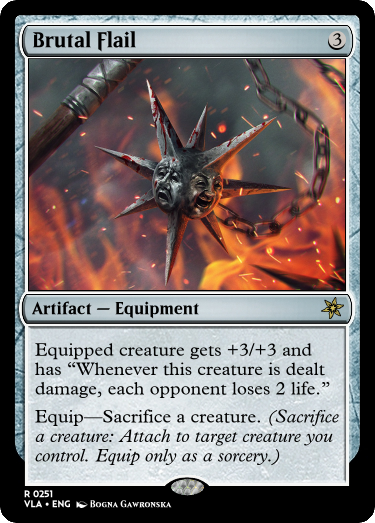 Brutal Flail 3
Artifact — Equipment
Equipped creature gets +3/+3 and
has “Whenever this creature is dealt
damage, each opponent loses 2 life.”
Equip—Sacrifice a creature. (Sacrifice
a creature: Attach to target creature you
control. Equip only as a sorcery.)
R 0251
VLA • ENG Bogna Gawronska